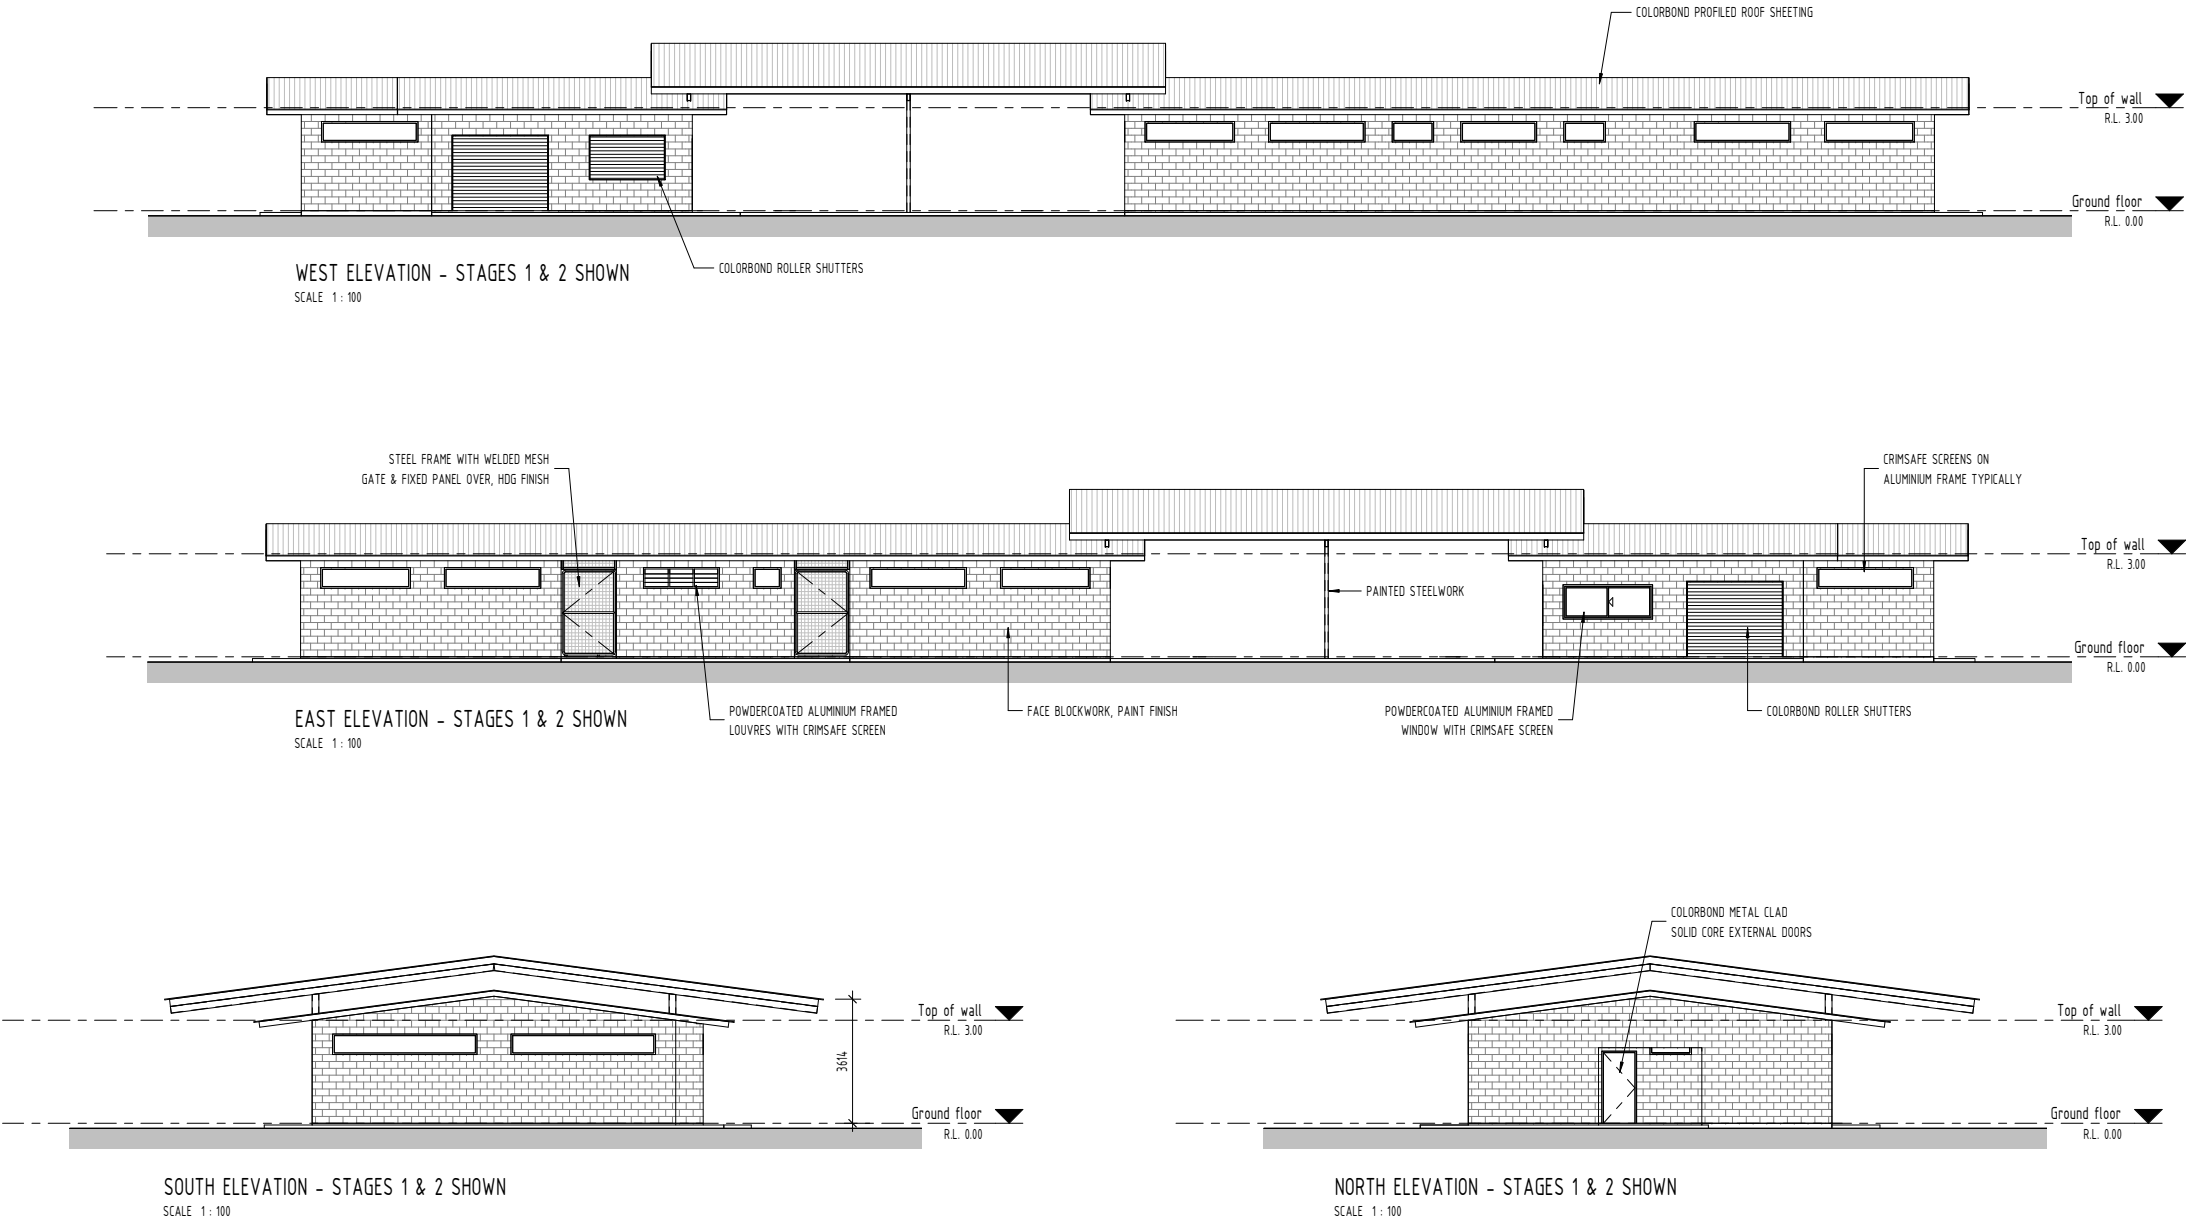 COLORBOND PROFILED ROOF SHEETING
Top of wall
R.L. 3.00
Ground floor
R.L. 0.00
COLORBOND ROLLER SHUTTERS
WEST ELEVATION - STAGES 1 & 2 SHOWN
SCALE 1 : 100
STEEL FRAME WITH WELDED MESH
GATE & FIXED PANEL OVER, HDG FINISH
CRIMSAFE SCREENS ON
ALUMINIUM FRAME TYPICALLY
Top of wall
R.L. 3.00
PAINTED STEELWORK
Ground floor
R.L. 0.00
POWDERCOATED ALUMINIUM FRAMED
LOUVRES WITH CRIMSAFE SCREEN
FACE BLOCKWORK, PAINT FINISH
POWDERCOATED ALUMINIUM FRAMED
WINDOW WITH CRIMSAFE SCREEN
COLORBOND ROLLER SHUTTERS
EAST ELEVATION - STAGES 1 & 2 SHOWN
SCALE 1 : 100
Top of wall
R.L. 3.00
3614
Ground floor
R.L. 0.00
SOUTH ELEVATION - STAGES 1 & 2 SHOWN
SCALE 1 : 100
COLORBOND METAL CLAD
SOLID CORE EXTERNAL DOORS
Top of wall
R.L. 3.00
Ground floor
R.L. 0.00
NORTH ELEVATION - STAGES 1 & 2 SHOWN
SCALE 1 : 100